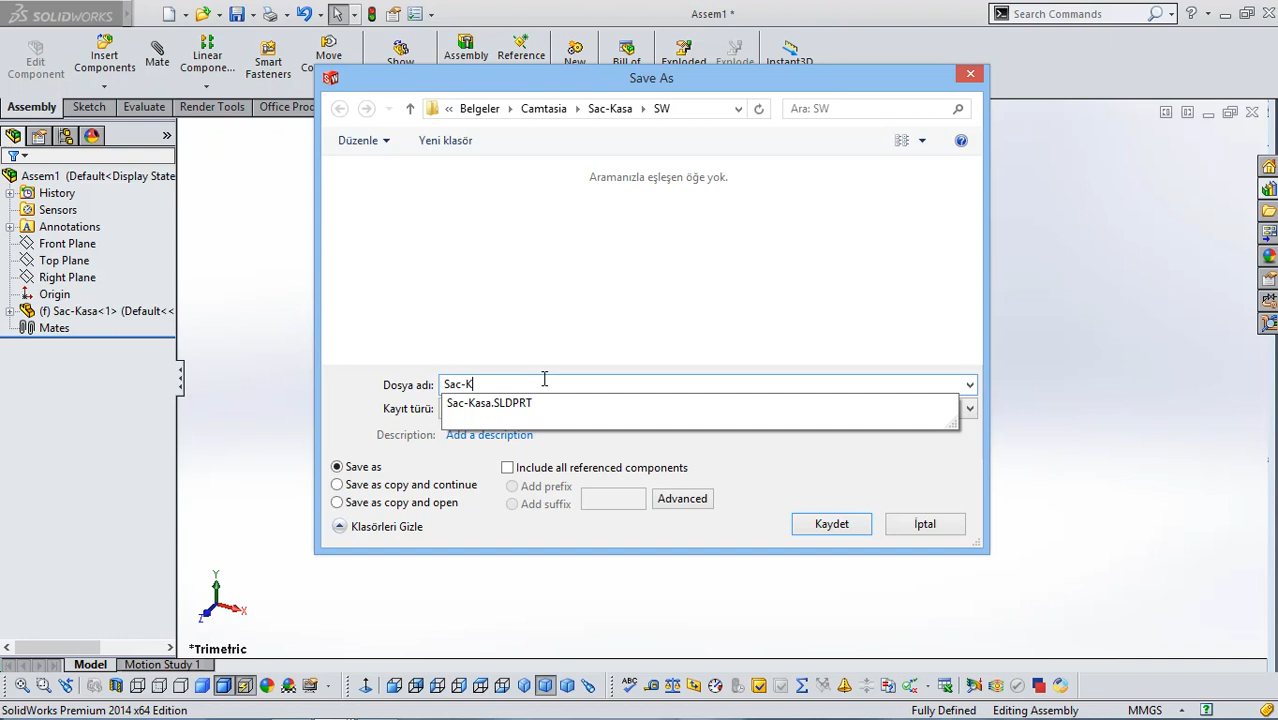 SOLIDWORKS
Assem1 *
Search Commands
Edit
Component
Insert
Components
Mate
Linear
Compone...
Smart
Fasteners
Move
Show
Assembly
Reference
New
Bill of
Exploded
Explode
Instant3D
Assembly
Sketch
Evaluate
Render Tools
Office Proc
Save As
« Belgeler
Camtasia
Sac-Kasa
SW
Ara: SW
Düzenle
Yeni klasör
Aramanızla eşleşen öğe yok.
Assem1 (Default<Display State
History
Sensors
Annotations
Front Plane
Top Plane
Right Plane
Origin
(f) Sac-Kasa<1> (Default<<
Mates
Dosya adı:
Sac-K
Kayıt türü:
Sac-Kasa.SLDPRT
Description:
Add a description
Save as
Save as copy and continue
Save as copy and open
Include all referenced components
Add prefix
Add suffix
Advanced
Klasörleri Gizle
Kaydet
İptal
Y
X
Z
*Trimetric
Model
Motion Study 1
SolidWorks Premium 2014 x64 Edition
Fully Defined
Editing Assembly
MMGS